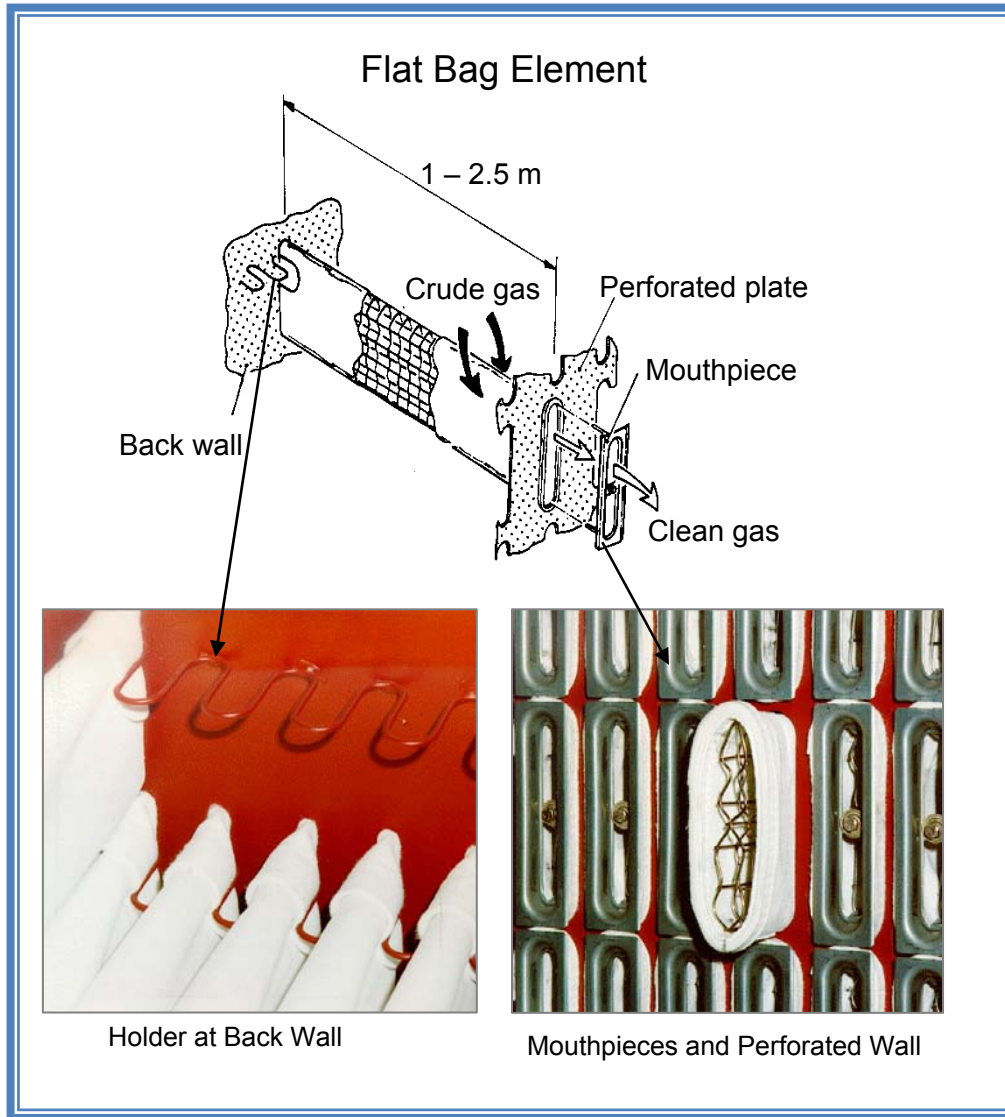 Flat Bag Element
1 – 2.5 m
Crude gas
Perforated plate
Mouthpiece
Back wall
Clean gas
Holder at Back Wall
Mouthpieces and Perforated Wall